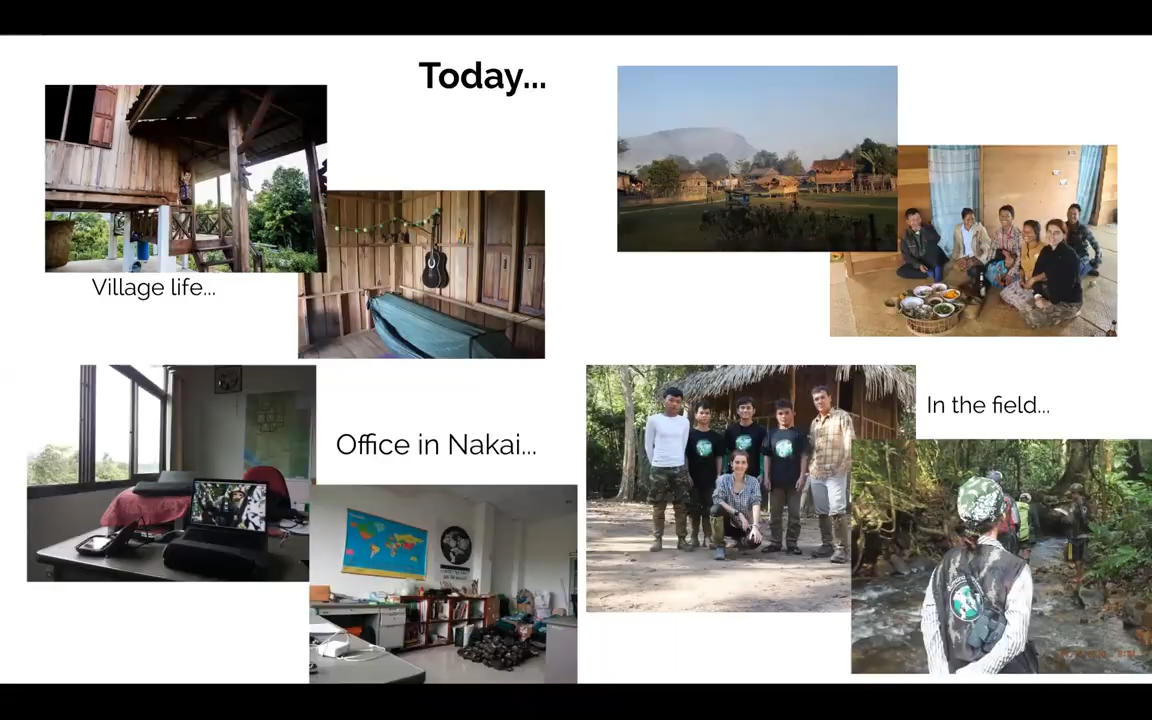 Today...
Village life...
Office in Nakai...
In the field...